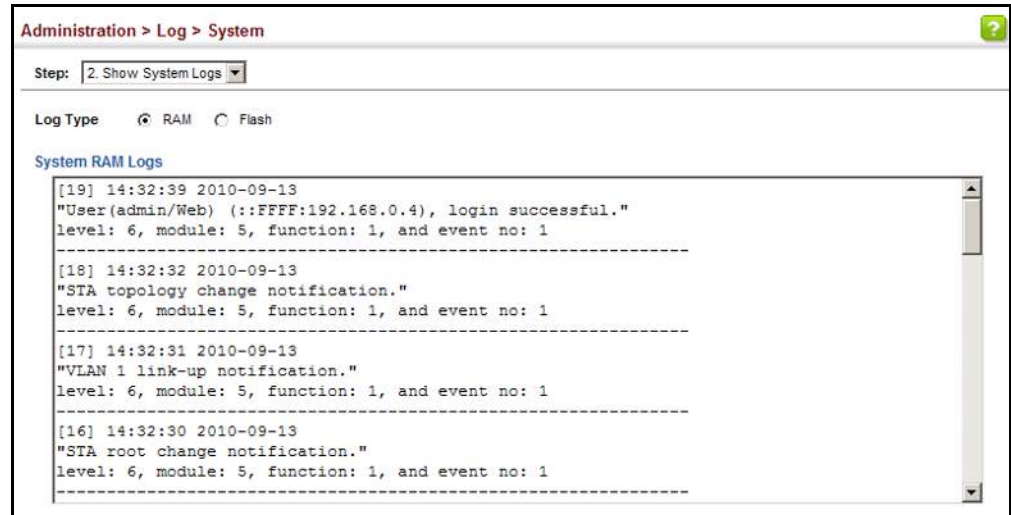 Administration > Log > System
?
Step: 2. Show System Logs
Log Type RAM Flash
System RAM Logs
[19] 14:32:39 2010-09-13
"User(admin/Web) (::FFFF:192.168.0.4), login successful."
level: 6, module: 5, function: 1, and event no: 1
----------------------------------------------------------------
[18] 14:32:32 2010-09-13
"STA topology change notification."
level: 6, module: 5, function: 1, and event no: 1
----------------------------------------------------------------
[17] 14:32:31 2010-09-13
"VLAN 1 link-up notification."
level: 6, module: 5, function: 1, and event no: 1
----------------------------------------------------------------
[16] 14:32:30 2010-09-13
"STA root change notification."
level: 6, module: 5, function: 1, and event no: 1
----------------------------------------------------------------